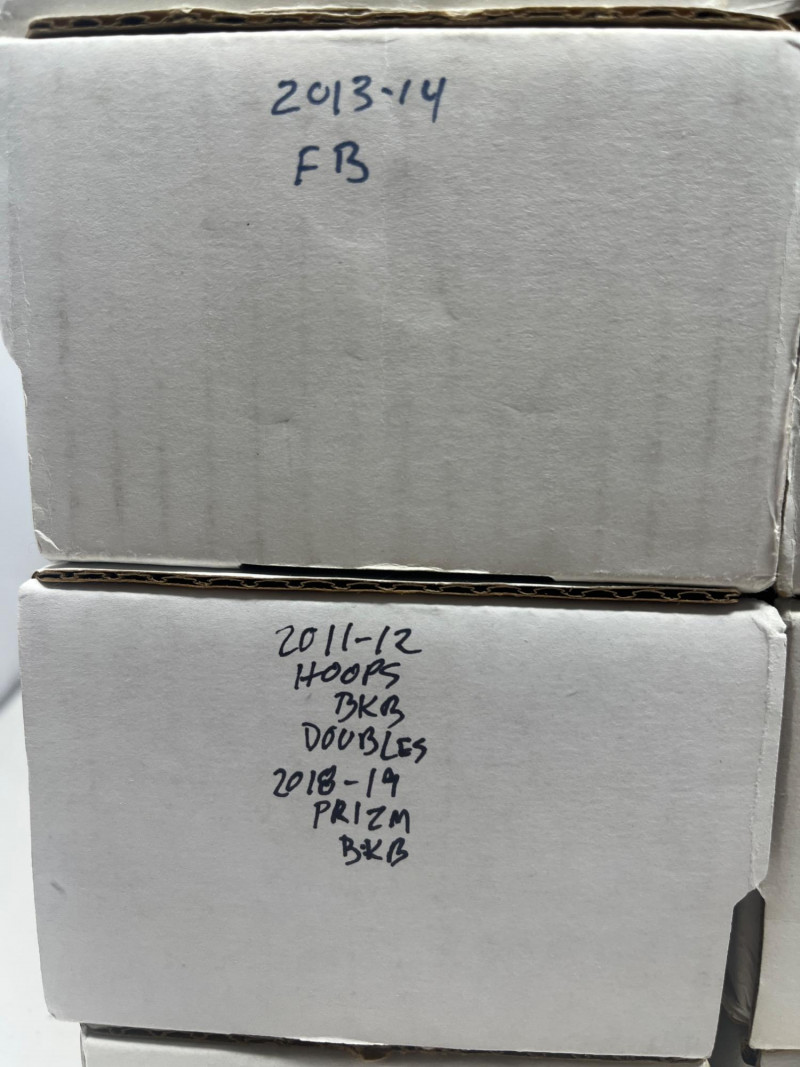 2013-14
FB
2011-12
HOOPS
BKB
DOUBLES
2018-19
PRIZM
BKB